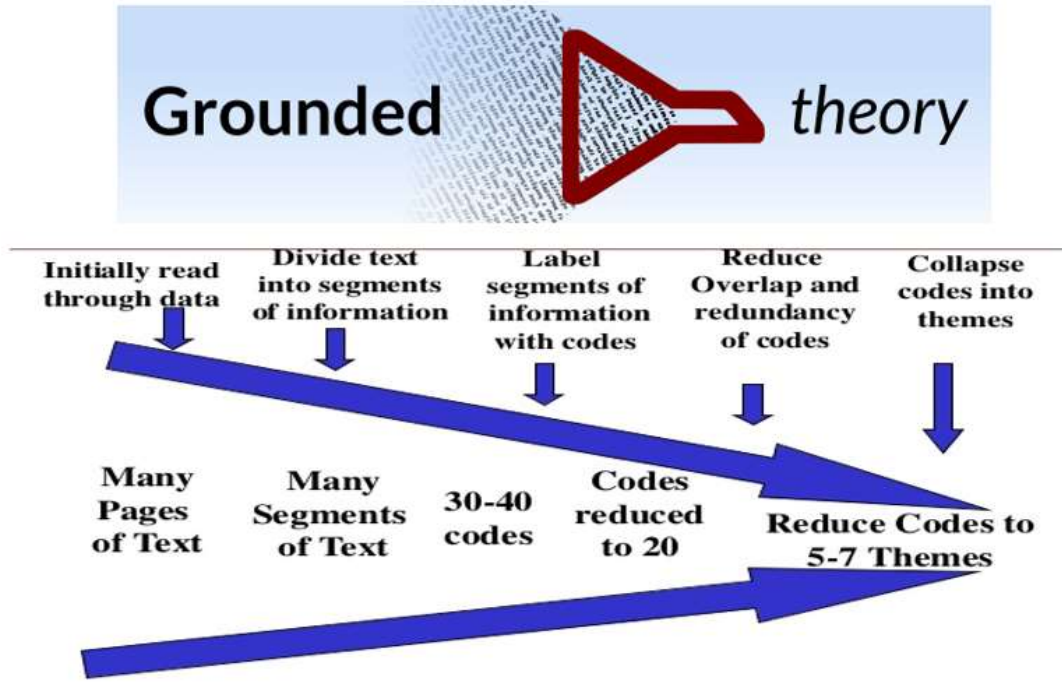 Grounded theory
Initially read
through data
Divide text
into segments
of information
Label
segments of
information
with codes
Reduce
Overlap and
redundancy
of codes
Collapse
codes into
themes
Many
Pages
of Text
Many
Segments
of Text
30-40
codes
Codes
reduced
to 20
Reduce Codes to
5-7 Themes